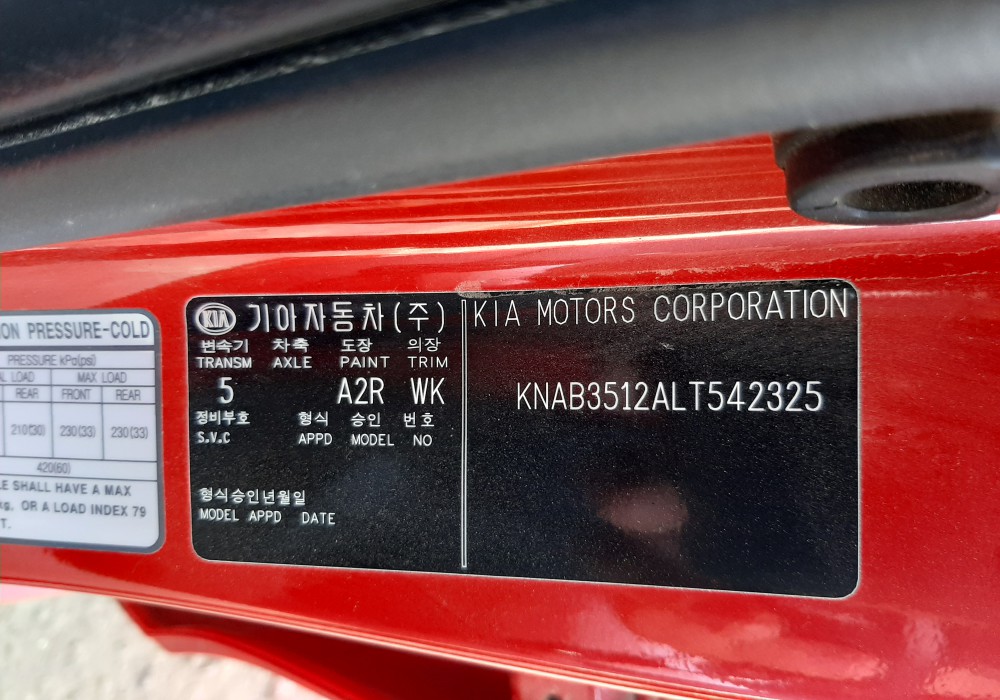 ION PRESSURE-COLD
PRESSURE kPa(psi)
LOAD MAX LOAD
REAR FRONT REAR
210(30) 230(33) 230(33)
420(60)
LE SHALL HAVE A MAX
kg. OR A LOAD INDEX 79
T.
KIA 기아자동차(주) KIA MOTORS CORPORATION
변속기 차축 도장 의장
TRANSM AXLE PAINT TRIM
5 A2R WK
KNAB3512ALT542325
정비부호 형식 승인 번호
S.V.C APPD MODEL NO
형식승인년월일
MODEL APPD DATE